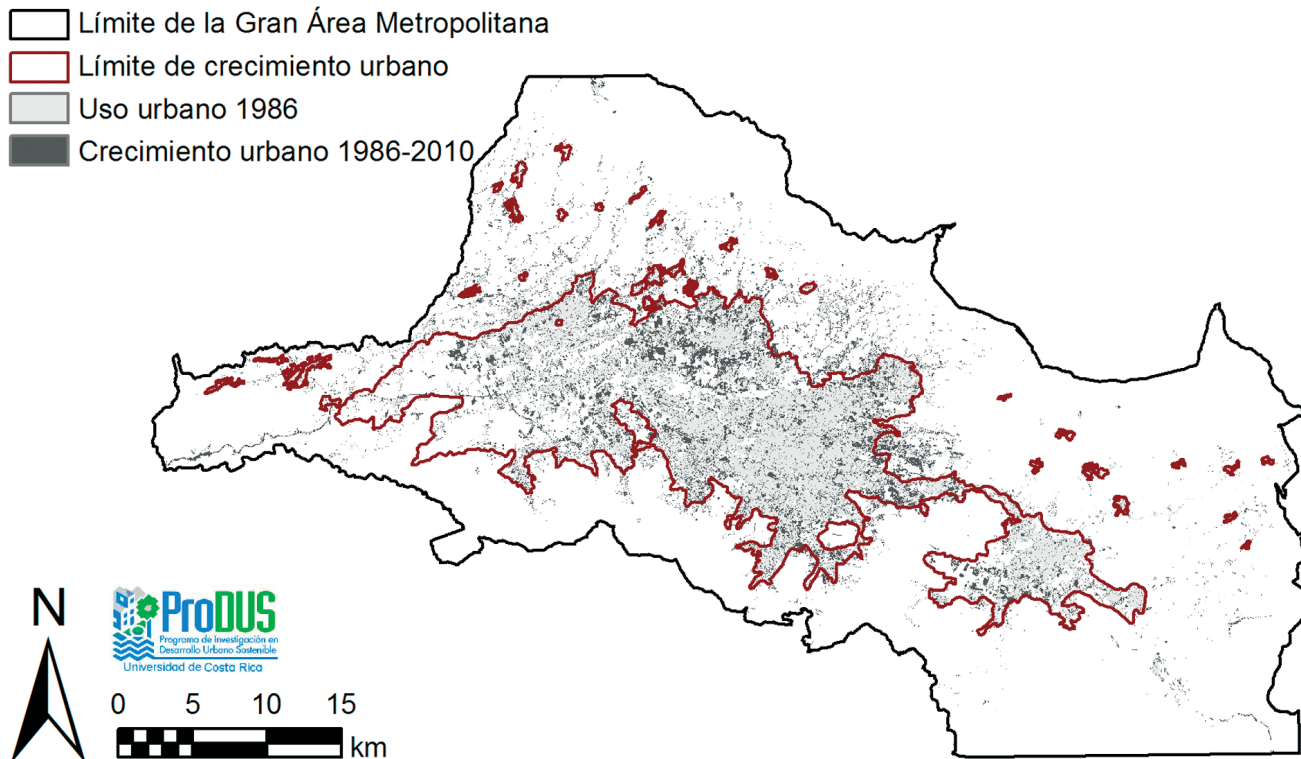 Límite de la Gran Área Metropolitana
Límite de crecimiento urbano
Uso urbano 1986
Crecimiento urbano 1986-2010
N
ProDUS
Programa de Investigación en
Desarrollo Urbano Sostenible
Universidad de Costa Rica
0 5 10 15
km